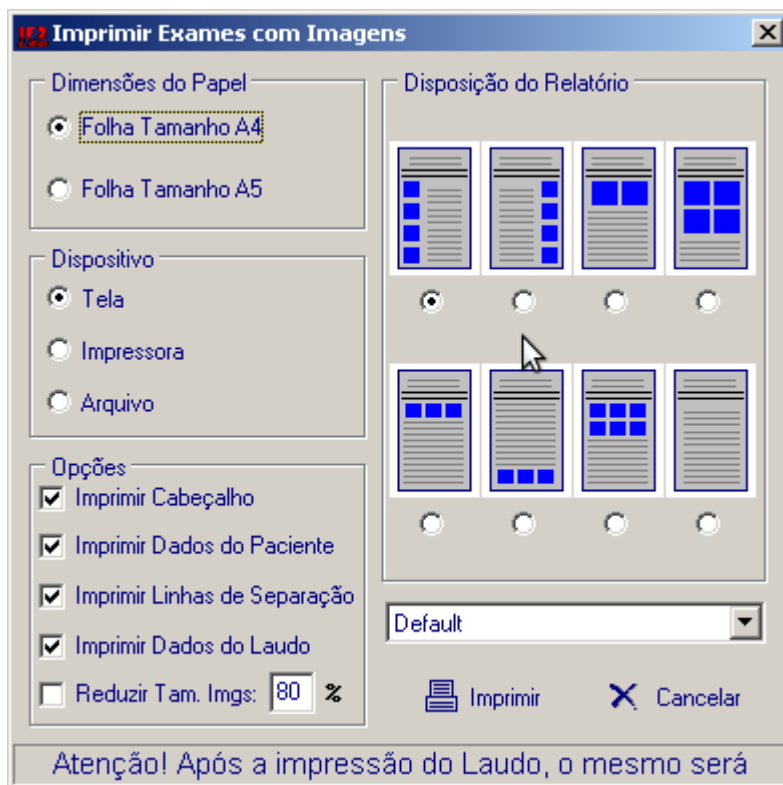 Imprimir Exames com Imagens
Dimensões do Papel
Folha Tamanho A4
Folha Tamanho A5
Dispositivo
Tela
Impressora
Arquivo
Opções
Imprimir Cabeçalho
Imprimir Dados do Paciente
Imprimir Linhas de Separação
Imprimir Dados do Laudo
Reduzir Tam. Imgs: 80 %
Disposição do Relatório
Default
Imprimir
Cancelar
Atenção! Após a impressão do Laudo, o mesmo será